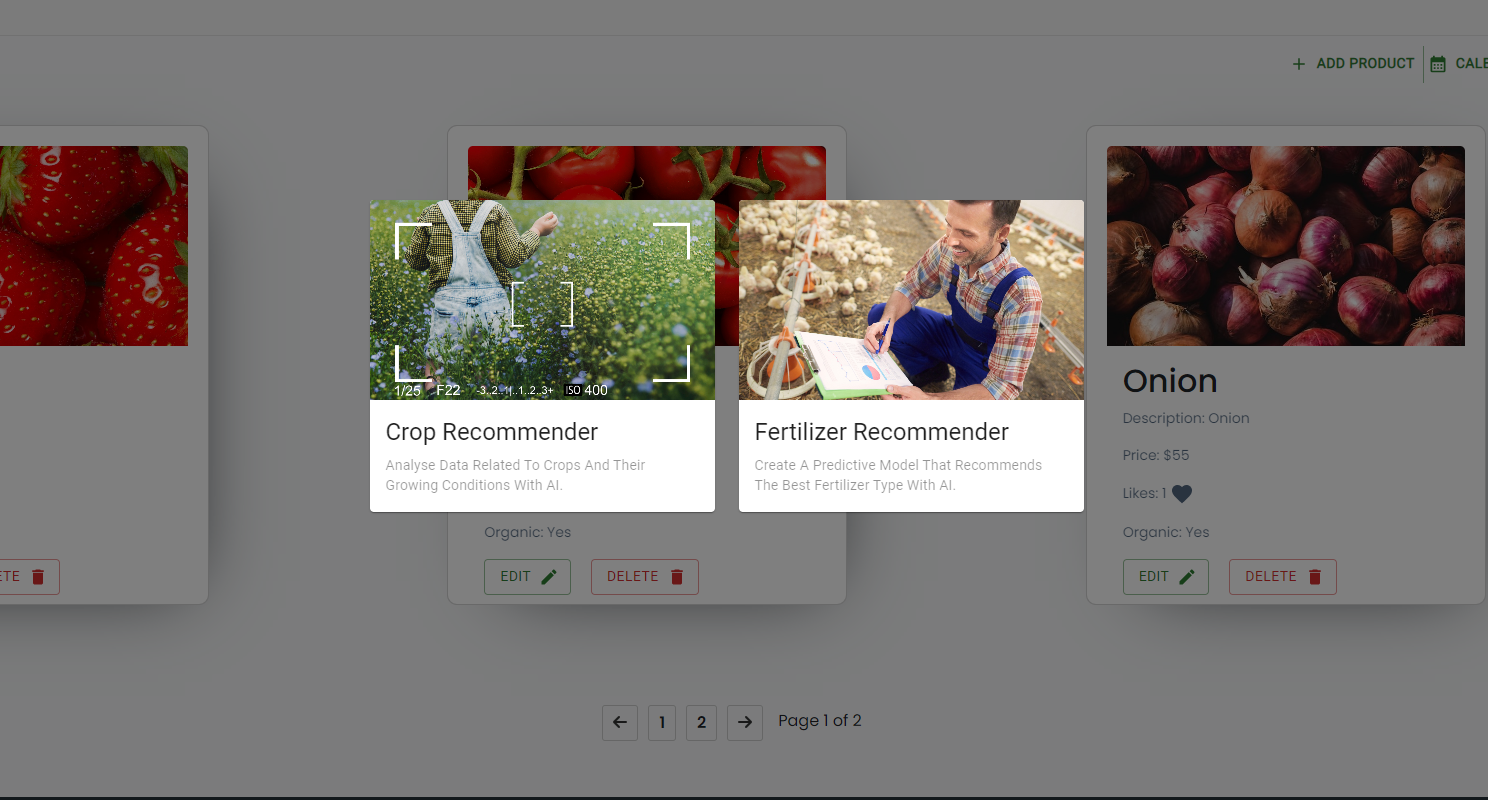 ADD PRODUCT
1/25 F22 -3..2..1|..1..2..3+ ISO 400
Crop Recommender
Analyse Data Related To Crops And Their
Growing Conditions With AI.
Fertilizer Recommender
Create A Predictive Model That Recommends
The Best Fertilizer Type With AI.
Onion
Description: Onion
Price: $55
Likes: 1
Organic: Yes
Organic: Yes
EDIT
DELETE
EDIT
DELETE
1
2
Page 1 of 2